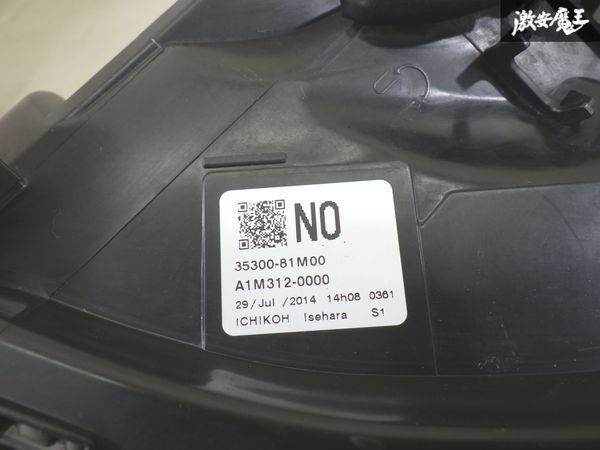 激安魔王
NO
35300-81M00
A1M312-0000
29/Jul /2014 14h08 0361
ICHIKOH Isehara S1